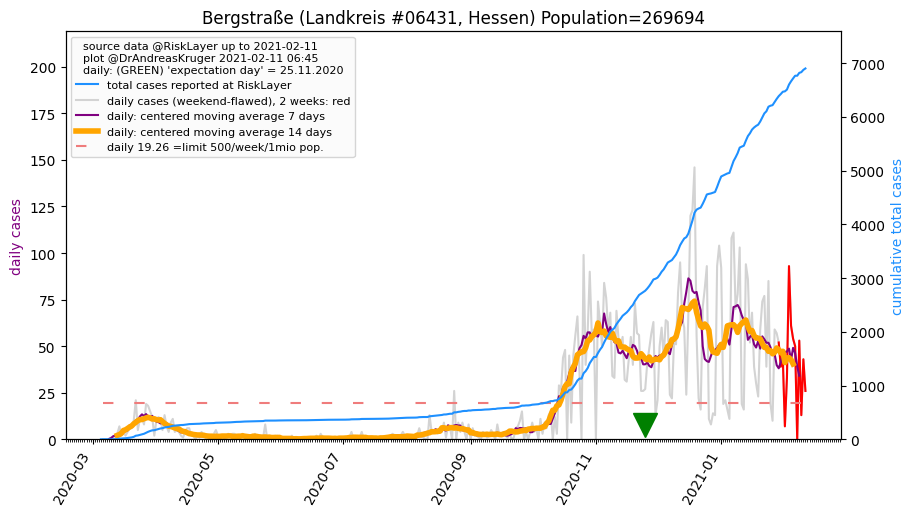 Bergstraße (Landkreis #06431, Hessen) Population=269694
source data @RiskLayer up to 2021-02-11
plot @DrAndreasKruger 2021-02-11 06:45
daily: (GREEN) 'expectation day' = 25.11.2020
total cases reported at RiskLayer
daily cases (weekend-flawed), 2 weeks: red
daily: centered moving average 7 days
daily: centered moving average 14 days
daily 19.26 =limit 500/week/1mio pop.
daily cases
200
175
150
125
100
75
50
25
0
7000
6000
5000
4000
3000
2000
1000
0
cumulative total cases
2020-03
2020-05
2020-07
2020-09
2020-11
2021-01